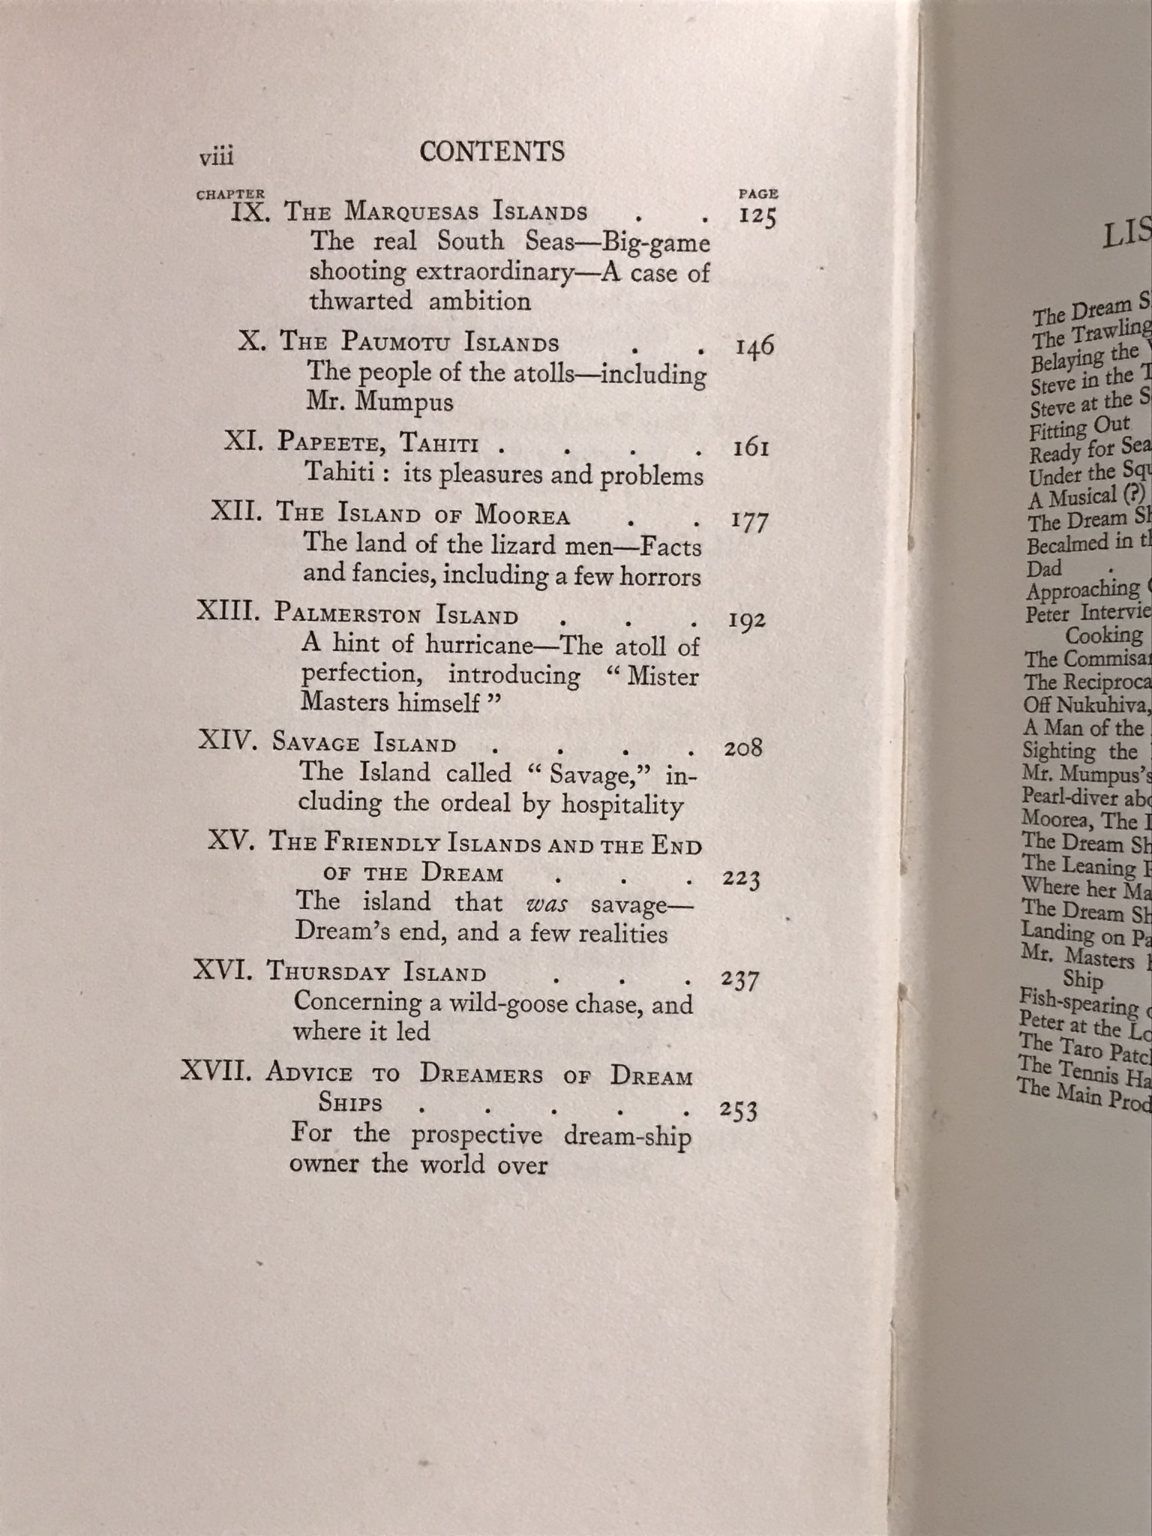 viii CONTENTS
CHAPTER PAGE
IX. THE MARQUESAS ISLANDS . . 125
The real South Seas—Big-game
shooting extraordinary—A case of
thwarted ambition
X. THE PAUMOTU ISLANDS . . 146
The people of the atolls—including
Mr. Mumpus
XI. PAPEETE, TAHITI . . . . 161
Tahiti : its pleasures and problems
XII. THE ISLAND OF MOOREA . . 177
The land of the lizard men—Facts
and fancies, including a few horrors
XIII. PALMERSTON ISLAND . . . 192
A hint of hurricane—The atoll of
perfection, introducing “ Mister
Masters himself ”
XIV. SAVAGE ISLAND . . . . 208
The Island called “ Savage,” in-
cluding the ordeal by hospitality
XV. THE FRIENDLY ISLANDS AND THE END
OF THE DREAM . . . 223
The island that was savage—
Dream’s end, and a few realities
XVI. THURSDAY ISLAND . . . 237
Concerning a wild-goose chase, and
where it led
XVII. ADVICE TO DREAMERS OF DREAM
SHIPS . . . . . 253
For the prospective dream-ship
owner the world over
The Dream
The Trawling
Belaying the
Steve in the
Steve at the
Fitting Out
Ready for Sea
Under the
A Musical (?)
The Dream
Becalmed in
Dad .
Approaching
Peter
Cooking
The
The
Off Nukuhiva,
A Man of the
Sighting the
Mr. Mumpus’s
Pearl-diver
Moorea, The
The Dream
The Leaning
Where her
The Dream
Landing on
Mr. Masters
Ship
Fish-spearing
Peter at the
The Taro
The Tennis
The Main